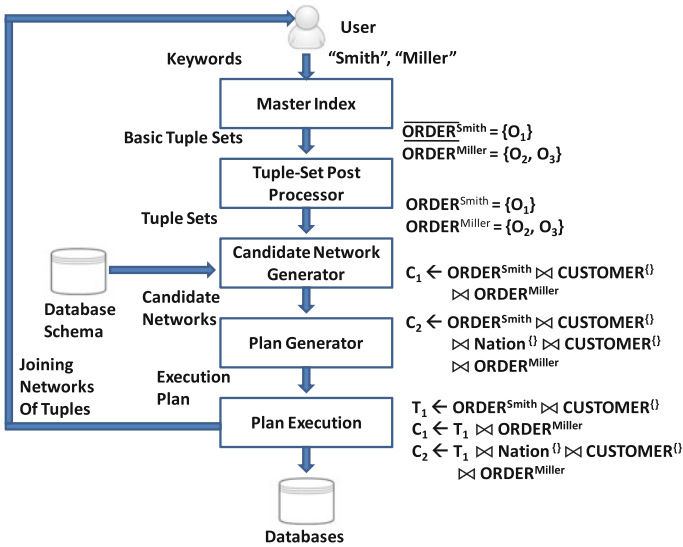 User
Keywords
“Smith”, “Miller”
Master Index
Basic Tuple Sets
ORDER^Smith = {O₁}
ORDER^Miller = {O₂, O₃}
Tuple-Set Post
Processor
Tuple Sets
ORDER^Smith = {O₁}
ORDER^Miller = {O₂, O₃}
Candidate Network
Generator
Database
Schema
Candidate
Networks
C₁ ← ORDER^Smith ⋈ CUSTOMER^{}
⋈ ORDER^Miller
Plan Generator
C₂ ← ORDER^Smith ⋈ CUSTOMER^{}
⋈ Nation^{} ⋈ CUSTOMER^{}
⋈ ORDER^Miller
Joining
Networks
Of Tuples
Execution
Plan
Plan Execution
T₁ ← ORDER^Smith ⋈ CUSTOMER^{}
C₁ ← T₁ ⋈ ORDER^Miller
C₂ ← T₁ ⋈ Nation^{} ⋈ CUSTOMER^{}
⋈ ORDER^Miller
Databases